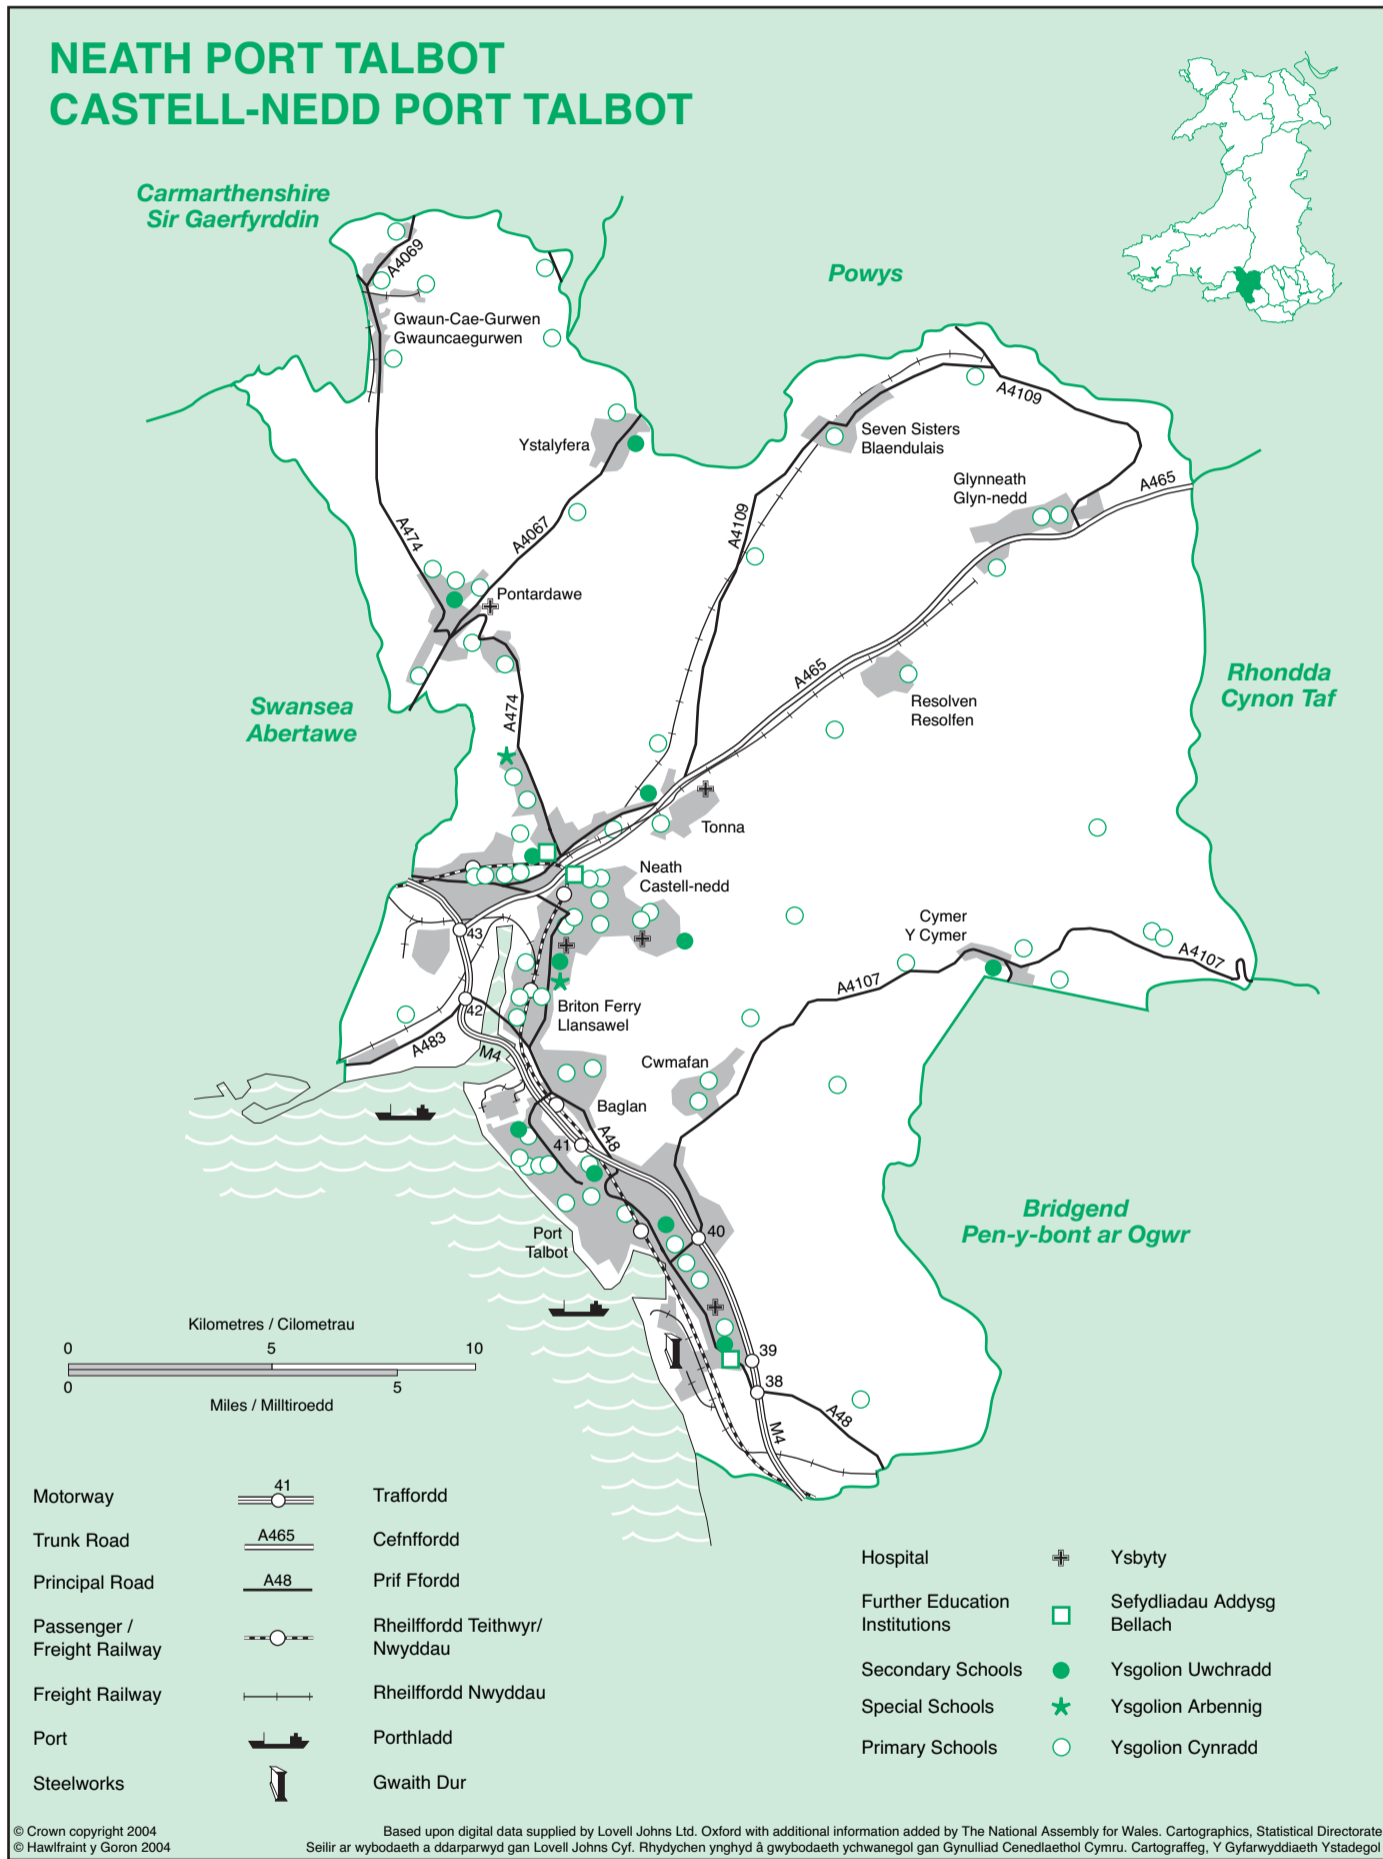 NEATH PORT TALBOT
CASTELL-NEDD PORT TALBOT
Carmarthenshire
Sir Gaerfyrddin
Powys
A4069
Gwaun-Cae-Gurwen
Gwauncaegurwen
A4109
Seven Sisters
Blaendulais
Ystalyfera
Glynneath
Glyn-nedd
A465
A474
A4067
A4109
Pontardawe
Swansea
Abertawe
A474
A465
Resolven
Resolfen
Rhondda
Cynon Taf
Tonna
Neath
Castell-nedd
Cymer
Y Cymer
43
A4107
A4107
42
Briton Ferry
Llansawel
A483
M4
Cwmafan
Baglan
A48
41
Port
Talbot
40
Bridgend
Pen-y-bont ar Ogwr
Kilometres / Cilometrau
0 5 10
0 5
Miles / Milltiroedd
39
38
A48
M4
Motorway 41 Traffordd
Trunk Road A465 Cefnffordd
Principal Road A48 Prif Ffordd
Passenger /
Freight Railway
Rheilffordd Teithwyr/
Nwyddau
Freight Railway Rheilffordd Nwyddau
Port Porthladd
Steelworks Gwaith Dur
Hospital Ysbyty
Further Education
Institutions
Sefydliadau Addysg
Bellach
Secondary Schools Ysgolion Uwchradd
Special Schools Ysgolion Arbennig
Primary Schools Ysgolion Cynradd
© Crown copyright 2004
© Hawlfraint y Goron 2004
Based upon digital data supplied by Lovell Johns Ltd. Oxford with additional information added by The National Assembly for Wales. Cartographics, Statistical Directorate
Seilir ar wybodaeth a ddarparwyd gan Lovell Johns Cyf. Rhydychen ynghyd â gwybodaeth ychwanegol gan Gynulliad Cenedlaethol Cymru. Cartograffeg, Y Gyfarwyddiaeth Ystadegol